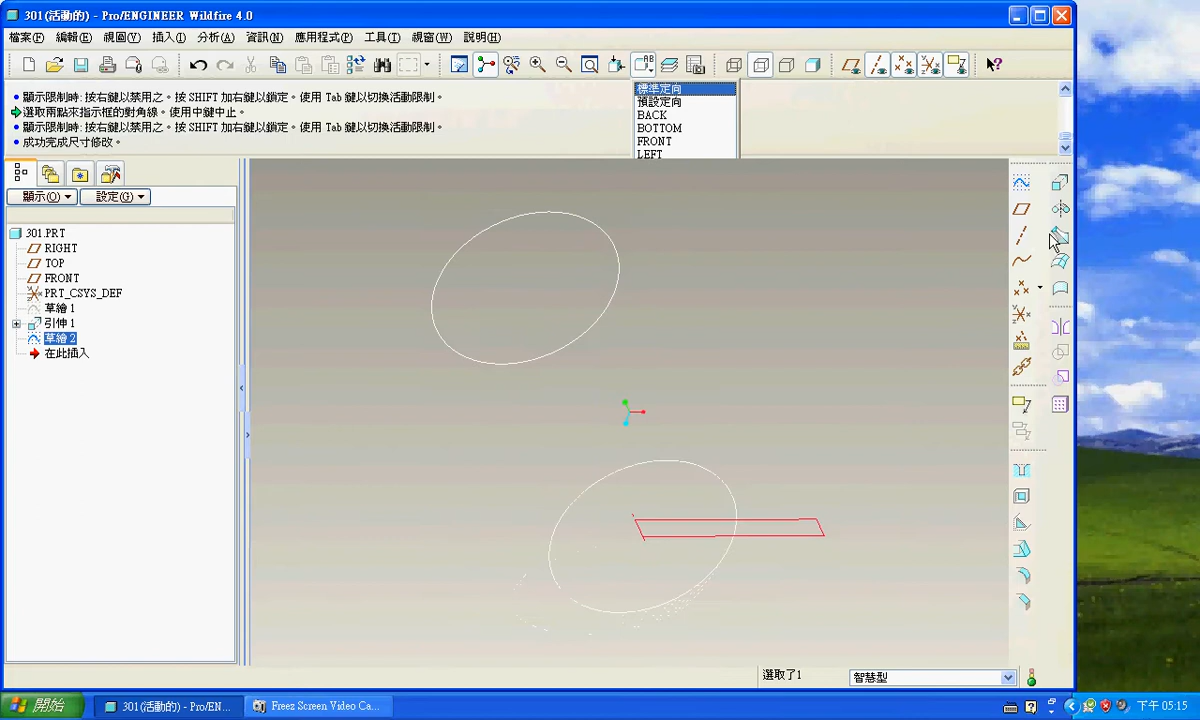 301(活動的) - Pro/ENGINEER Wildfire 4.0
檔案(F) 編輯(E) 視圖(V) 插入(I) 分析(A) 資訊(N) 應用程式(P) 工具(T) 視窗(W) 說明(H)
• 顯示限制時: 按右鍵以禁用之。按 SHIFT 加右鍵以鎖定。使用 Tab 鍵以切換活動限制。
選取兩點來指示框的對角線。使用中鍵中止。
• 顯示限制時: 按右鍵以禁用之。按 SHIFT 加右鍵以鎖定。使用 Tab 鍵以切換活動限制。
• 成功完成尺寸修改。
標準定向
預設定向
BACK
BOTTOM
FRONT
LEFT
顯示(O) 設定(G)
301.PRT
RIGHT
TOP
FRONT
PRT_CSYS_DEF
草繪 1
引伸 1
草繪 2
在此插入
選取了1 智慧型
開始 301(活動的) - Pro/EN... Freez Screen Video Ca... 下午 05:15